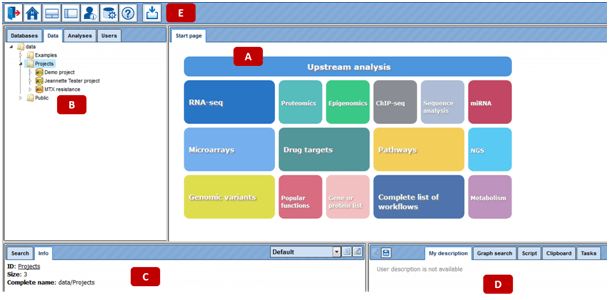 E
Databases Data Analyses Users
Start page
data
Examples
Projects
Demo project
Jeannette Tester project
MTX resistance
Public
B
A
Upstream analysis
RNA-seq
Proteomics
Epigenomics
ChIP-seq
Sequence
analysis
miRNA
Microarrays
Drug targets
Pathways
NGS
Genomic variants
Popular
functions
Gene or
protein list
Complete list of
workflows
Metabolism
Search Info
Default
ID: Projects
Size: 3
Complete name: data/Projects
C
My description Graph search Script Clipboard Tasks
User description is not available
D